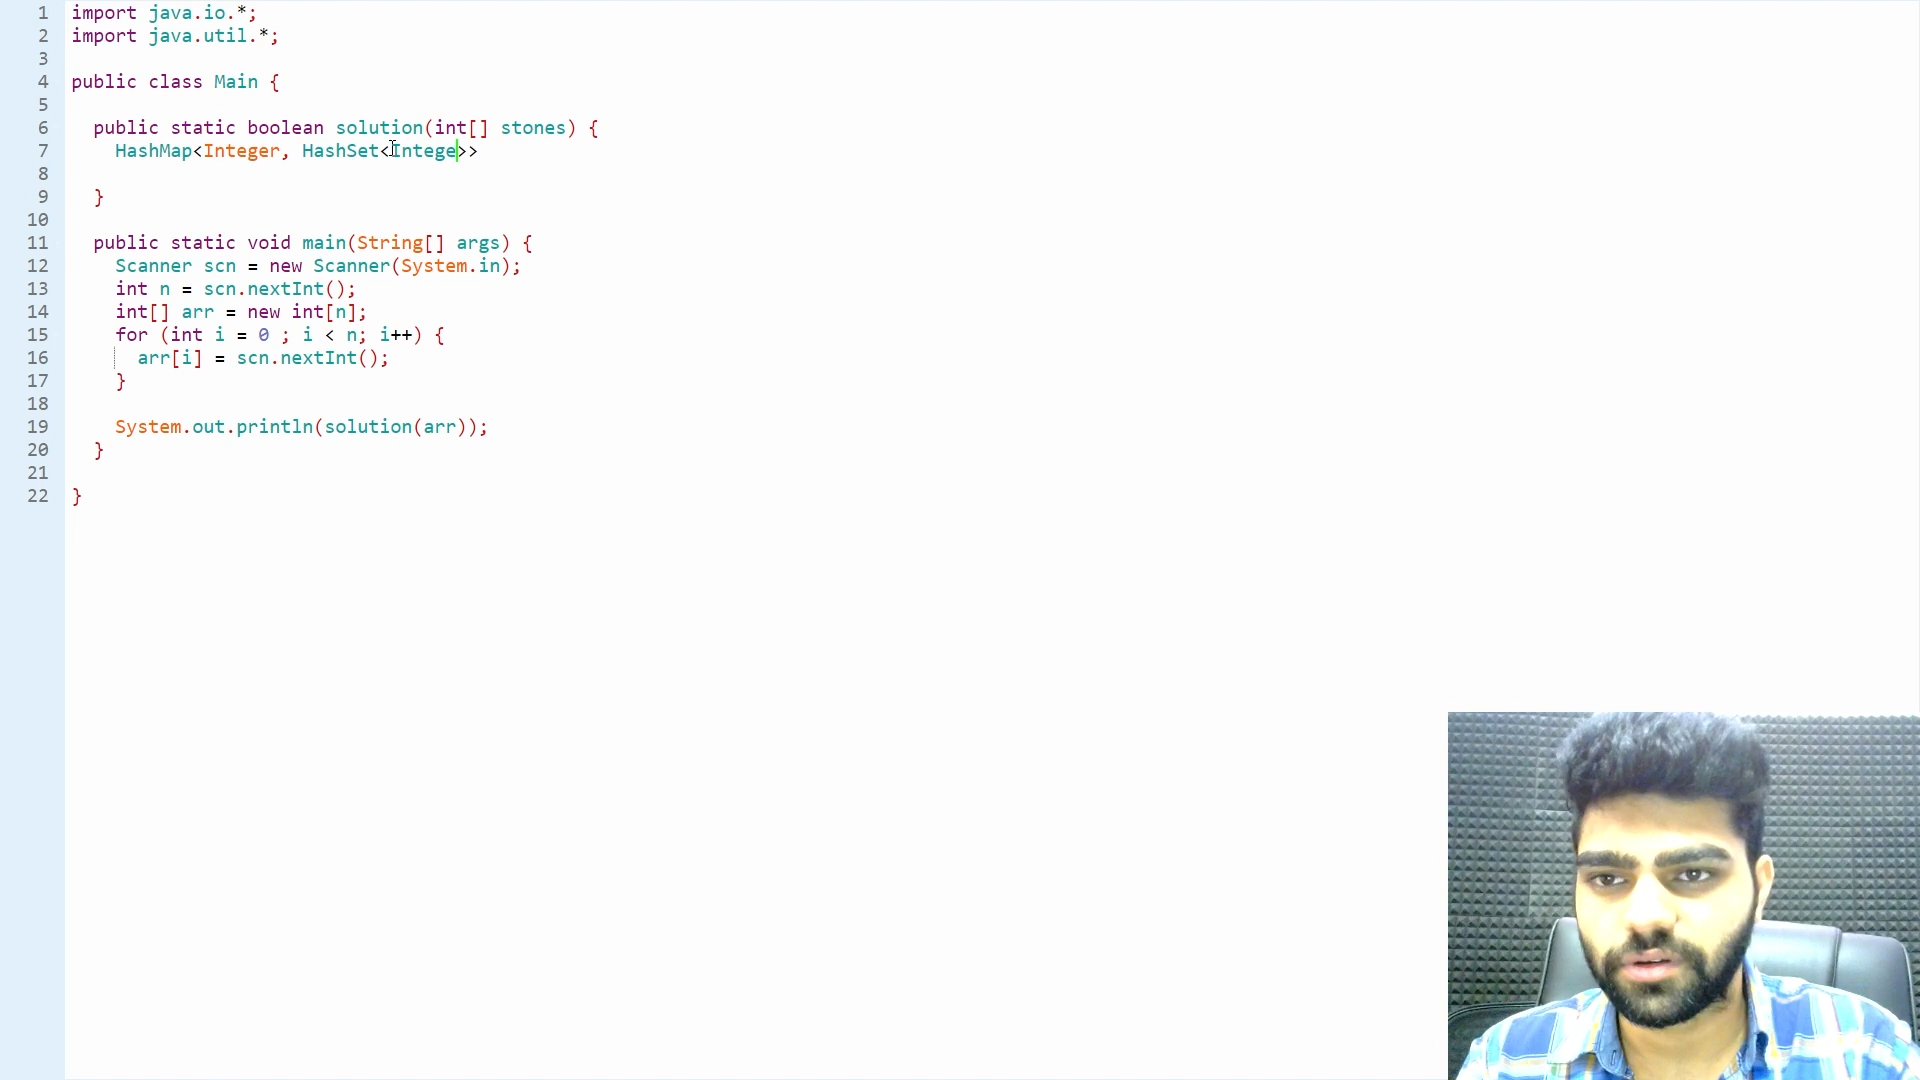 1 import java.io.*;
2 import java.util.*;
3
4 public class Main {
5
6 public static boolean solution(int[] stones) {
7 HashMap<Integer, HashSet<Intege>>
8
9 }
10
11 public static void main(String[] args) {
12 Scanner scn = new Scanner(System.in);
13 int n = scn.nextInt();
14 int[] arr = new int[n];
15 for (int i = 0 ; i < n; i++) {
16 arr[i] = scn.nextInt();
17 }
18
19 System.out.println(solution(arr));
20 }
21
22 }